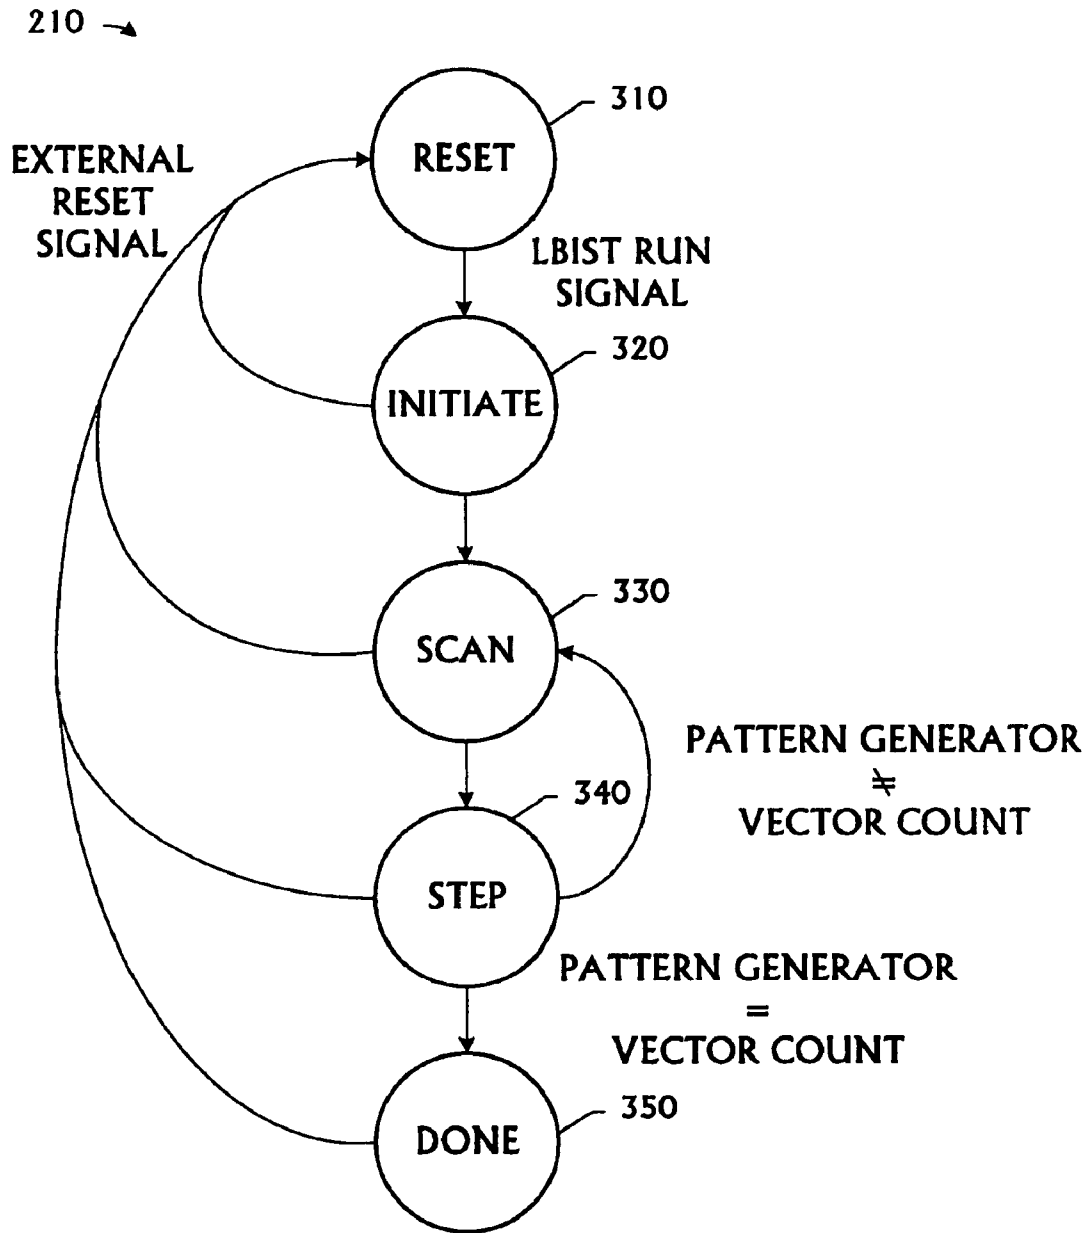 210
310
RESET
EXTERNAL
RESET
SIGNAL
LBIST RUN
SIGNAL
320
INITIATE
330
SCAN
PATTERN GENERATOR
≠
VECTOR COUNT
340
STEP
PATTERN GENERATOR
=
VECTOR COUNT
350
DONE